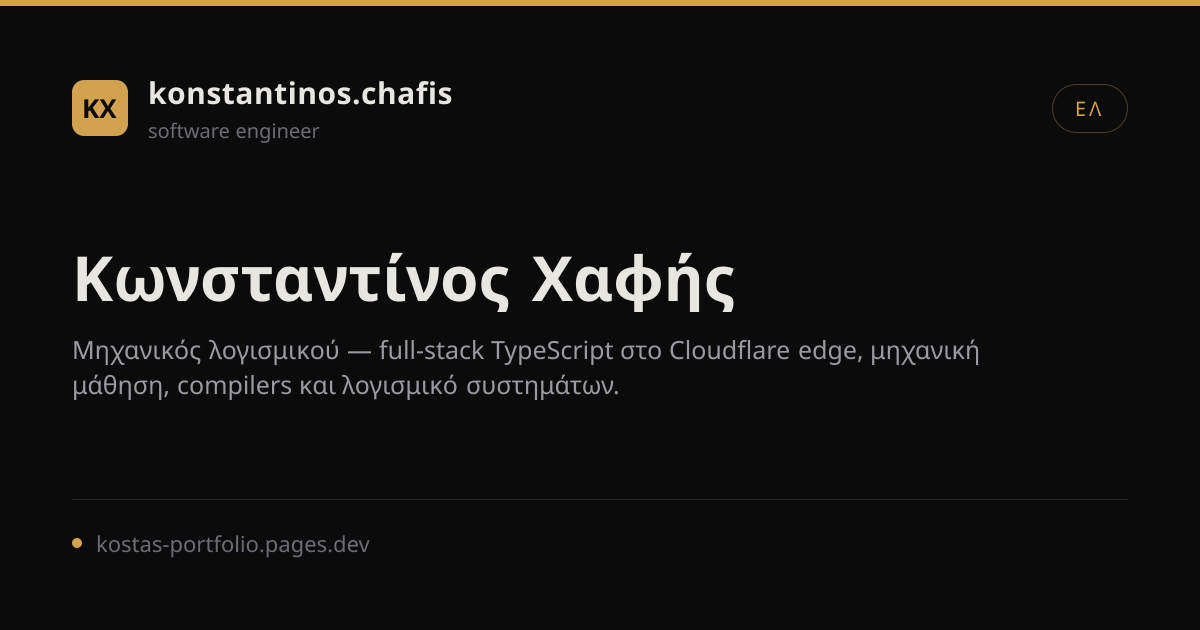 ΚΧ
konstantinos.chafis
software engineer
ΕΛ
Κωνσταντίνος Χαφής
Μηχανικός λογισμικού — full-stack TypeScript στο Cloudflare edge, μηχανική
μάθηση, compilers και λογισμικό συστημάτων.
kostas-portfolio.pages.dev